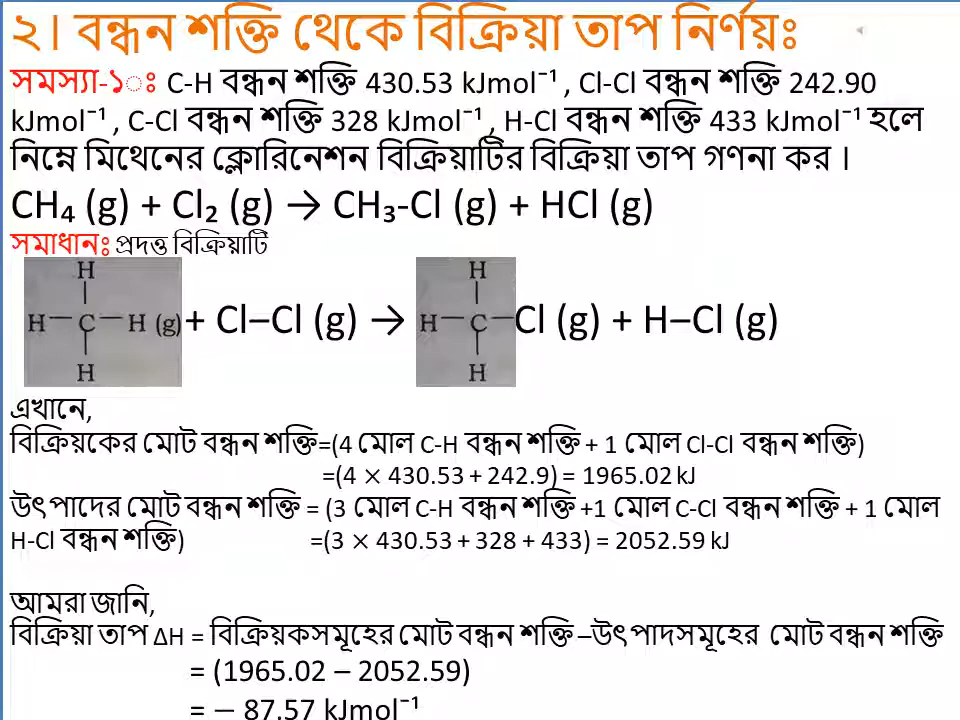 ২। বন্ধন শক্তি থেকে বিক্রিয়া তাপ নির্ণয়ঃ
সমস্যা-১ঃ C-H বন্ধন শক্তি 430.53 kJmol⁻¹ , Cl-Cl বন্ধন শক্তি 242.90
kJmol⁻¹ , C-Cl বন্ধন শক্তি 328 kJmol⁻¹ , H-Cl বন্ধন শক্তি 433 kJmol⁻¹ হলে
নিম্নে মিথেনের ক্লোরিনেশন বিক্রিয়াটির বিক্রিয়া তাপ গণনা কর ।
CH₄ (g) + Cl₂ (g) → CH₃-Cl (g) + HCl (g)
সমাধানঃ প্রদত্ত বিক্রিয়াটি
H H
H—C—H (g) + Cl–Cl (g) → H—C—Cl (g) + H–Cl (g)
H H
এখানে,
বিক্রিয়কের মোট বন্ধন শক্তি=(4 মোল C-H বন্ধন শক্তি + 1 মোল Cl-Cl বন্ধন শক্তি)
=(4 × 430.53 + 242.9) = 1965.02 kJ
উৎপাদের মোট বন্ধন শক্তি = (3 মোল C-H বন্ধন শক্তি +1 মোল C-Cl বন্ধন শক্তি + 1 মোল
H-Cl বন্ধন শক্তি) =(3 × 430.53 + 328 + 433) = 2052.59 kJ
আমরা জানি,
বিক্রিয়া তাপ ΔH = বিক্রিয়কসমূহের মোট বন্ধন শক্তি –উৎপাদসমূহের মোট বন্ধন শক্তি
= (1965.02 – 2052.59)
= — 87.57 kJmol⁻¹